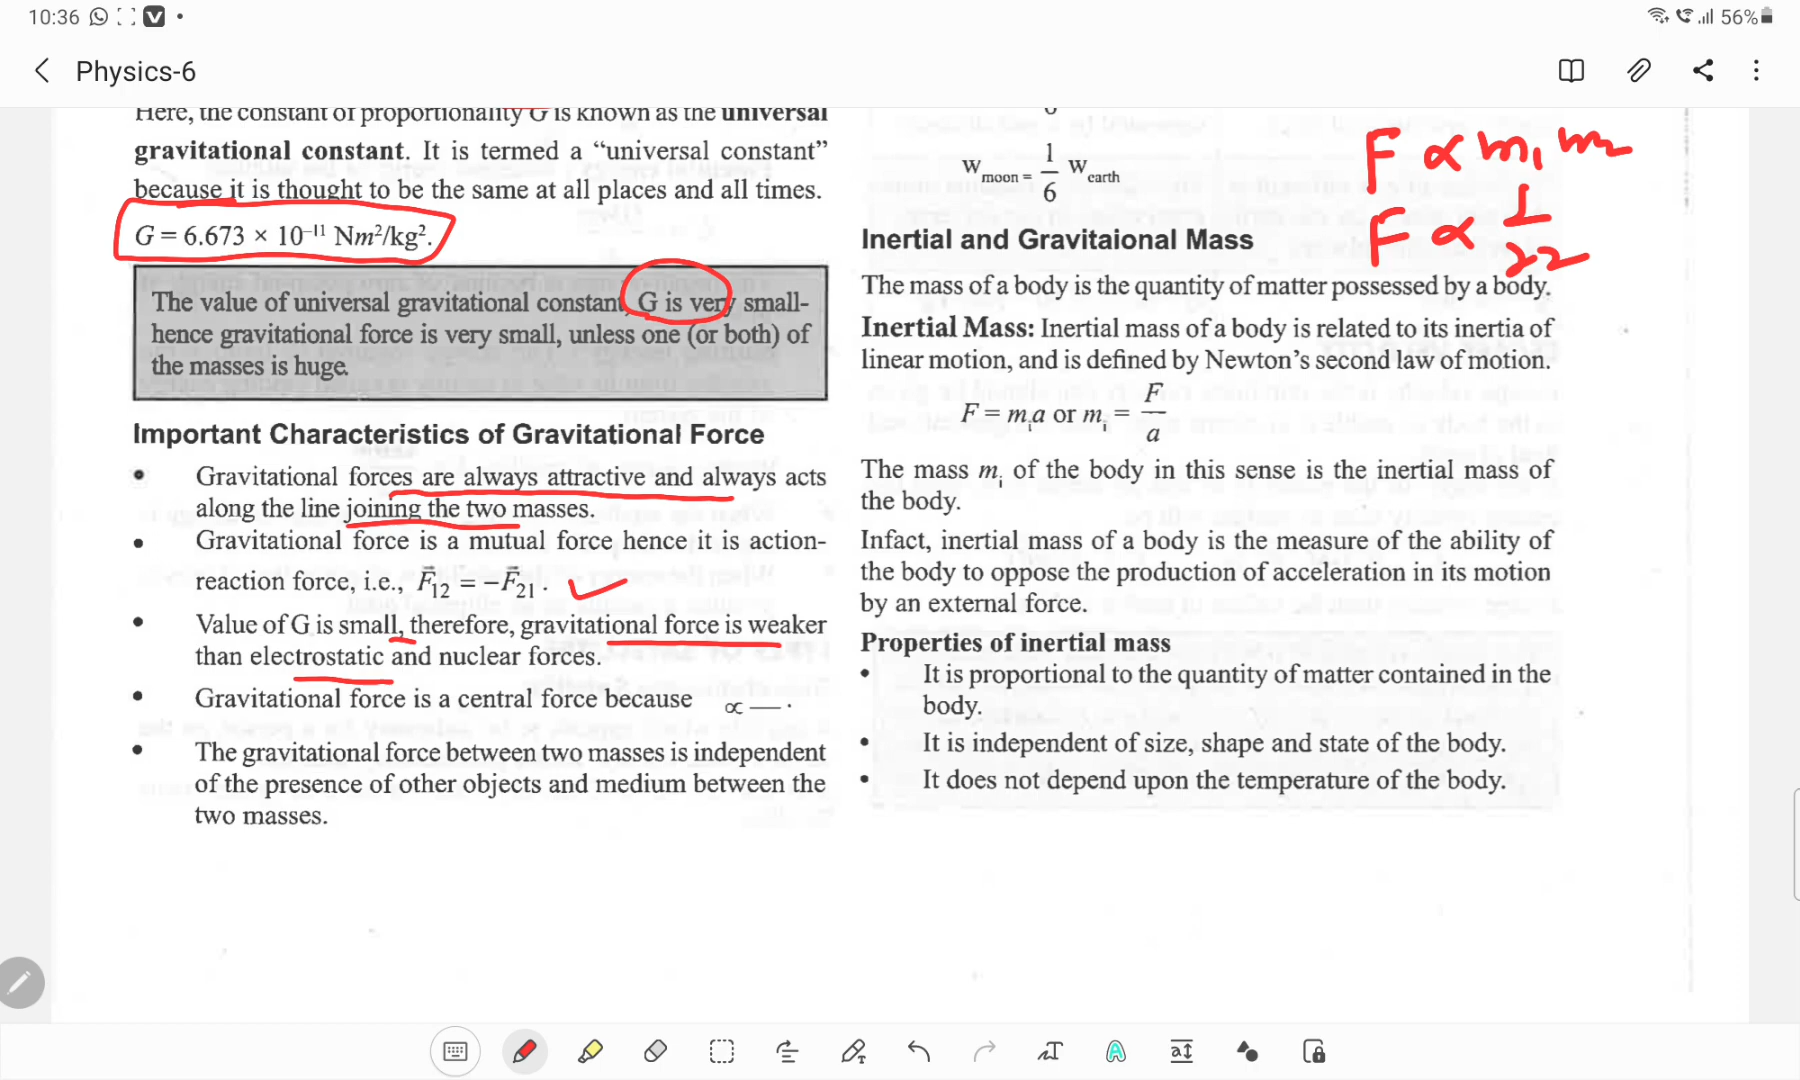 10:36
56%
Physics-6
Here, the constant of proportionality G is known as the universal
gravitational constant. It is termed a “universal constant”
because it is thought to be the same at all places and all times.
G = 6.673 × 10⁻¹¹ Nm²/kg².
The value of universal gravitational constant, G is very small-
hence gravitational force is very small, unless one (or both) of
the masses is huge.
Important Characteristics of Gravitational Force
• Gravitational forces are always attractive and always acts
along the line joining the two masses.
• Gravitational force is a mutual force hence it is action-
reaction force, i.e., F⃗₁₂ = −F⃗₂₁.
• Value of G is small, therefore, gravitational force is weaker
than electrostatic and nuclear forces.
• Gravitational force is a central force because ∝ — .
• The gravitational force between two masses is independent
of the presence of other objects and medium between the
two masses.
W moon = 1/6 W earth
F ∝ m₁ m₂
Inertial and Gravitaional Mass
The mass of a body is the quantity of matter possessed by a body.
Inertial Mass: Inertial mass of a body is related to its inertia of
linear motion, and is defined by Newton’s second law of motion.
F = mᵢa or mᵢ = F/a
The mass mᵢ of the body in this sense is the inertial mass of
the body.
Infact, inertial mass of a body is the measure of the ability of
the body to oppose the production of acceleration in its motion
by an external force.
Properties of inertial mass
• It is proportional to the quantity of matter contained in the
body.
• It is independent of size, shape and state of the body.
• It does not depend upon the temperature of the body.